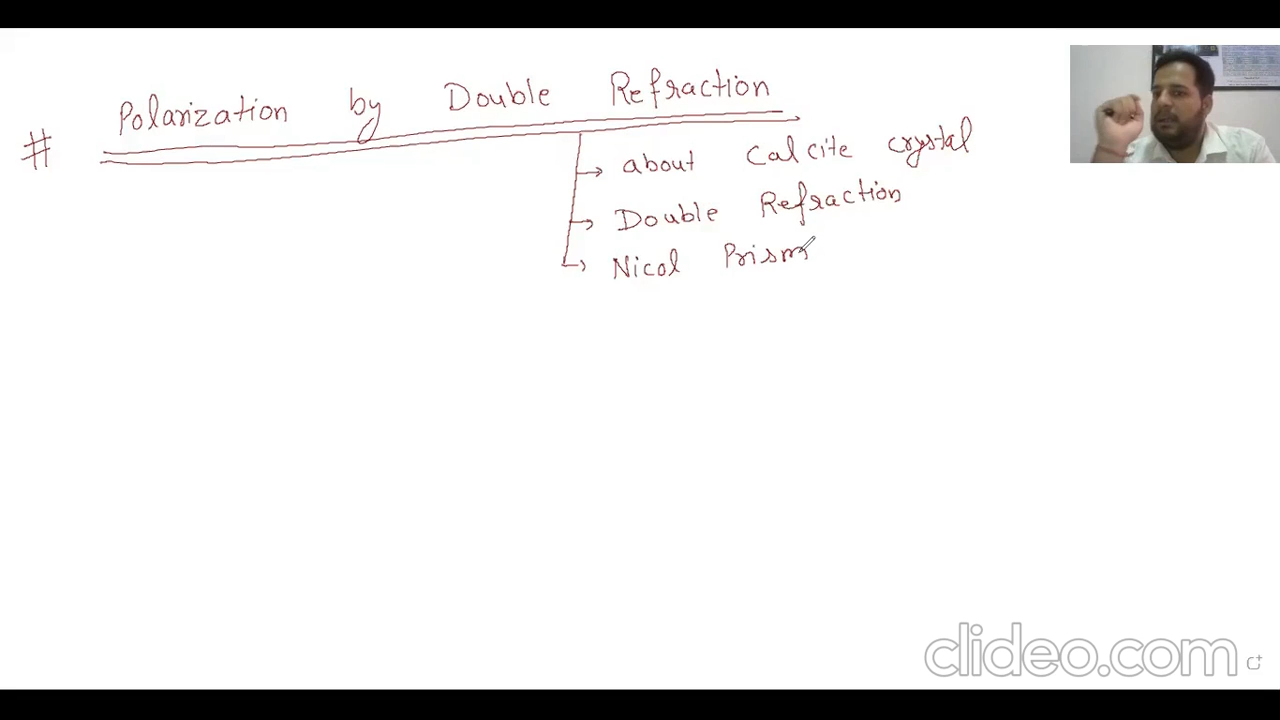 # Polarization by Double Refraction
about Calcite crystal
Double Refraction
Nicol Prism
clideo.com